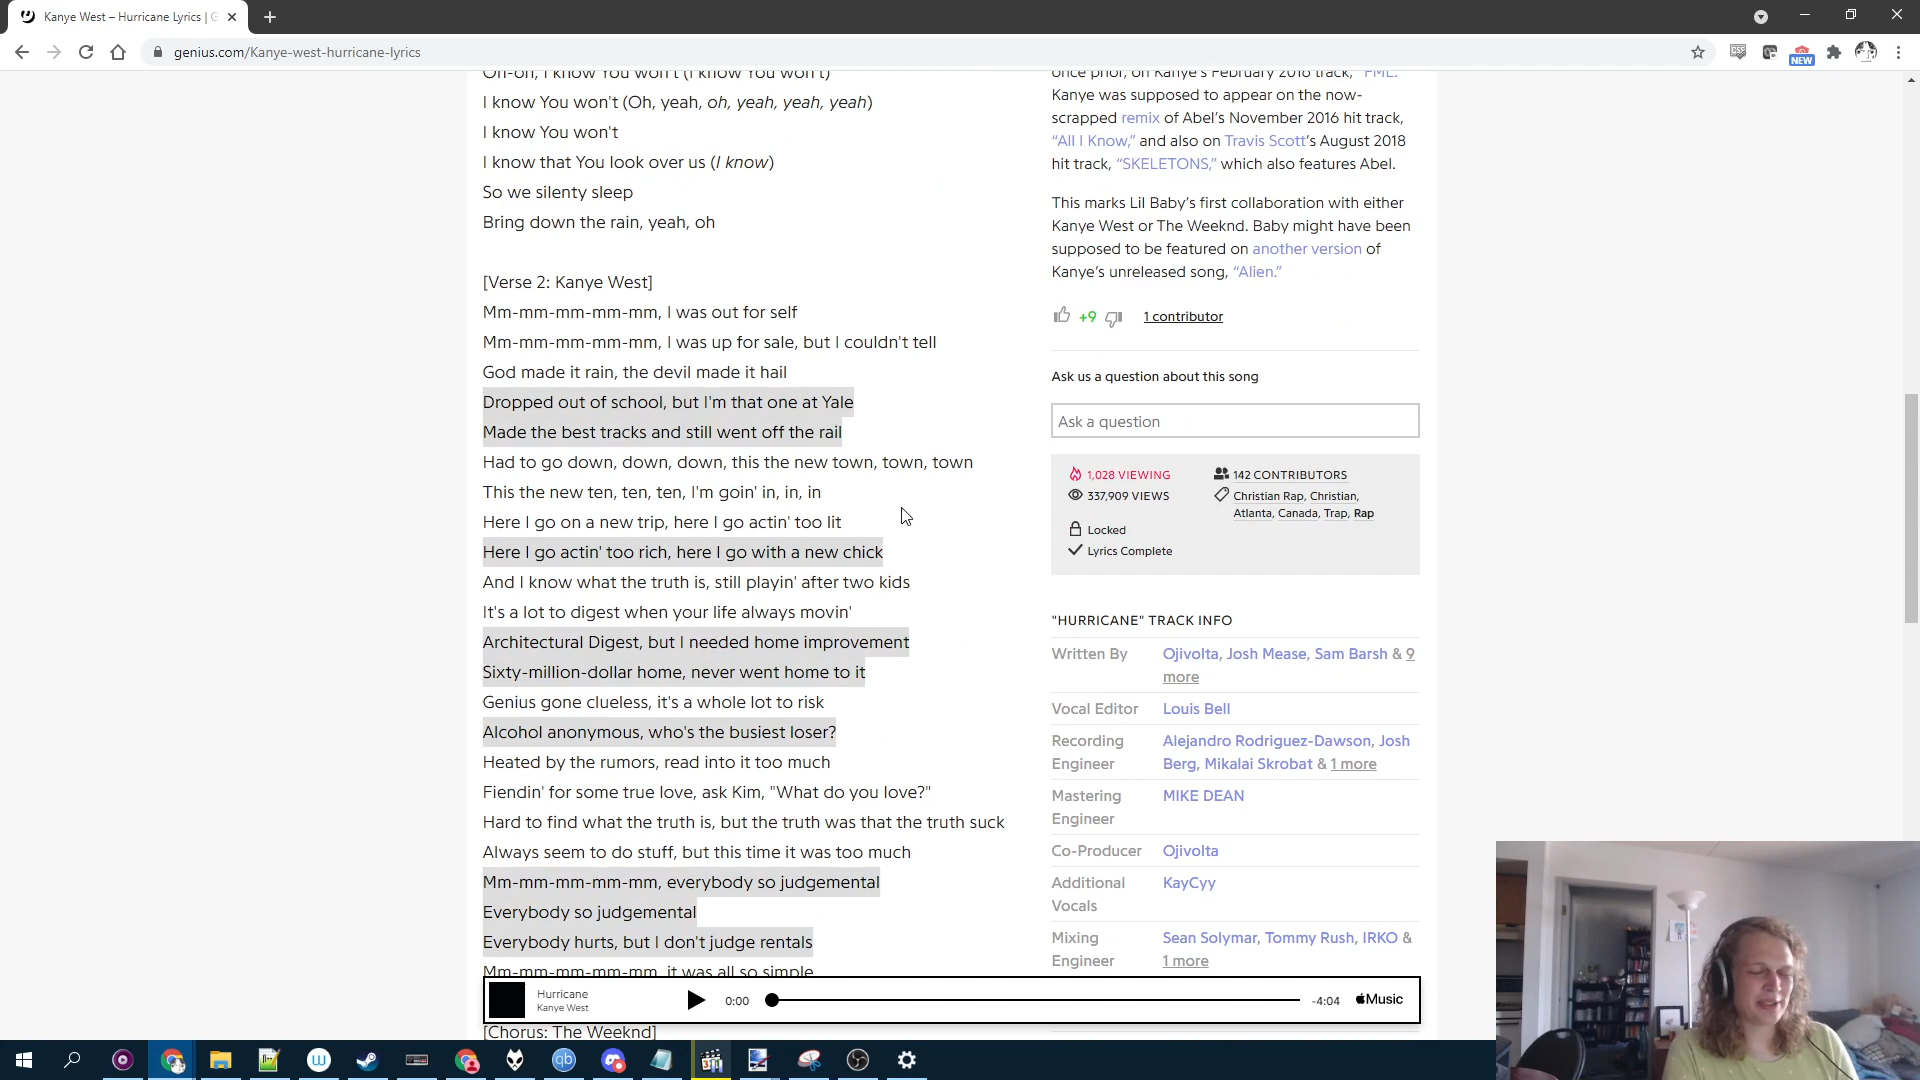 Kanye West – Hurricane Lyrics | G
genius.com/Kanye-west-hurricane-lyrics
NEW
Oh-oh, I know You won't (I know You won't)
I know You won't (Oh, yeah, oh, yeah, yeah, yeah)
I know You won't
I know that You look over us (I know)
So we silenty sleep
Bring down the rain, yeah, oh
[Verse 2: Kanye West]
Mm-mm-mm-mm-mm, I was out for self
Mm-mm-mm-mm-mm, I was up for sale, but I couldn't tell
God made it rain, the devil made it hail
Dropped out of school, but I'm that one at Yale
Made the best tracks and still went off the rail
Had to go down, down, down, this the new town, town, town
This the new ten, ten, ten, I'm goin' in, in, in
Here I go on a new trip, here I go actin' too lit
Here I go actin' too rich, here I go with a new chick
And I know what the truth is, still playin' after two kids
It's a lot to digest when your life always movin'
Architectural Digest, but I needed home improvement
Sixty-million-dollar home, never went home to it
Genius gone clueless, it's a whole lot to risk
Alcohol anonymous, who's the busiest loser?
Heated by the rumors, read into it too much
Fiendin' for some true love, ask Kim, "What do you love?"
Hard to find what the truth is, but the truth was that the truth suck
Always seem to do stuff, but this time it was too much
Mm-mm-mm-mm-mm, everybody so judgemental
Everybody so judgemental
Everybody hurts, but I don't judge rentals
Mm-mm-mm-mm-mm, it was all so simple
[Chorus: The Weeknd]
once prior, on Kanye's February 2016 track, "FML."
Kanye was supposed to appear on the now-
scrapped remix of Abel's November 2016 hit track,
“All I Know,” and also on Travis Scott's August 2018
hit track, “SKELETONS,” which also features Abel.
This marks Lil Baby's first collaboration with either
Kanye West or The Weeknd. Baby might have been
supposed to be featured on another version of
Kanye's unreleased song, “Alien.”
+9
1 contributor
Ask us a question about this song
Ask a question
1,028 VIEWING
142 CONTRIBUTORS
337,909 VIEWS
Christian Rap, Christian,
Atlanta, Canada, Trap, Rap
Locked
Lyrics Complete
"HURRICANE" TRACK INFO
Written By
Ojivolta, Josh Mease, Sam Barsh & 9
more
Vocal Editor
Louis Bell
Recording
Engineer
Alejandro Rodriguez-Dawson, Josh
Berg, Mikalai Skrobat & 1 more
Mastering
Engineer
MIKE DEAN
Co-Producer
Ojivolta
Additional
Vocals
KayCyy
Mixing
Engineer
Sean Solymar, Tommy Rush, IRKO &
1 more
Hurricane
Kanye West
0:00
-4:04
Music